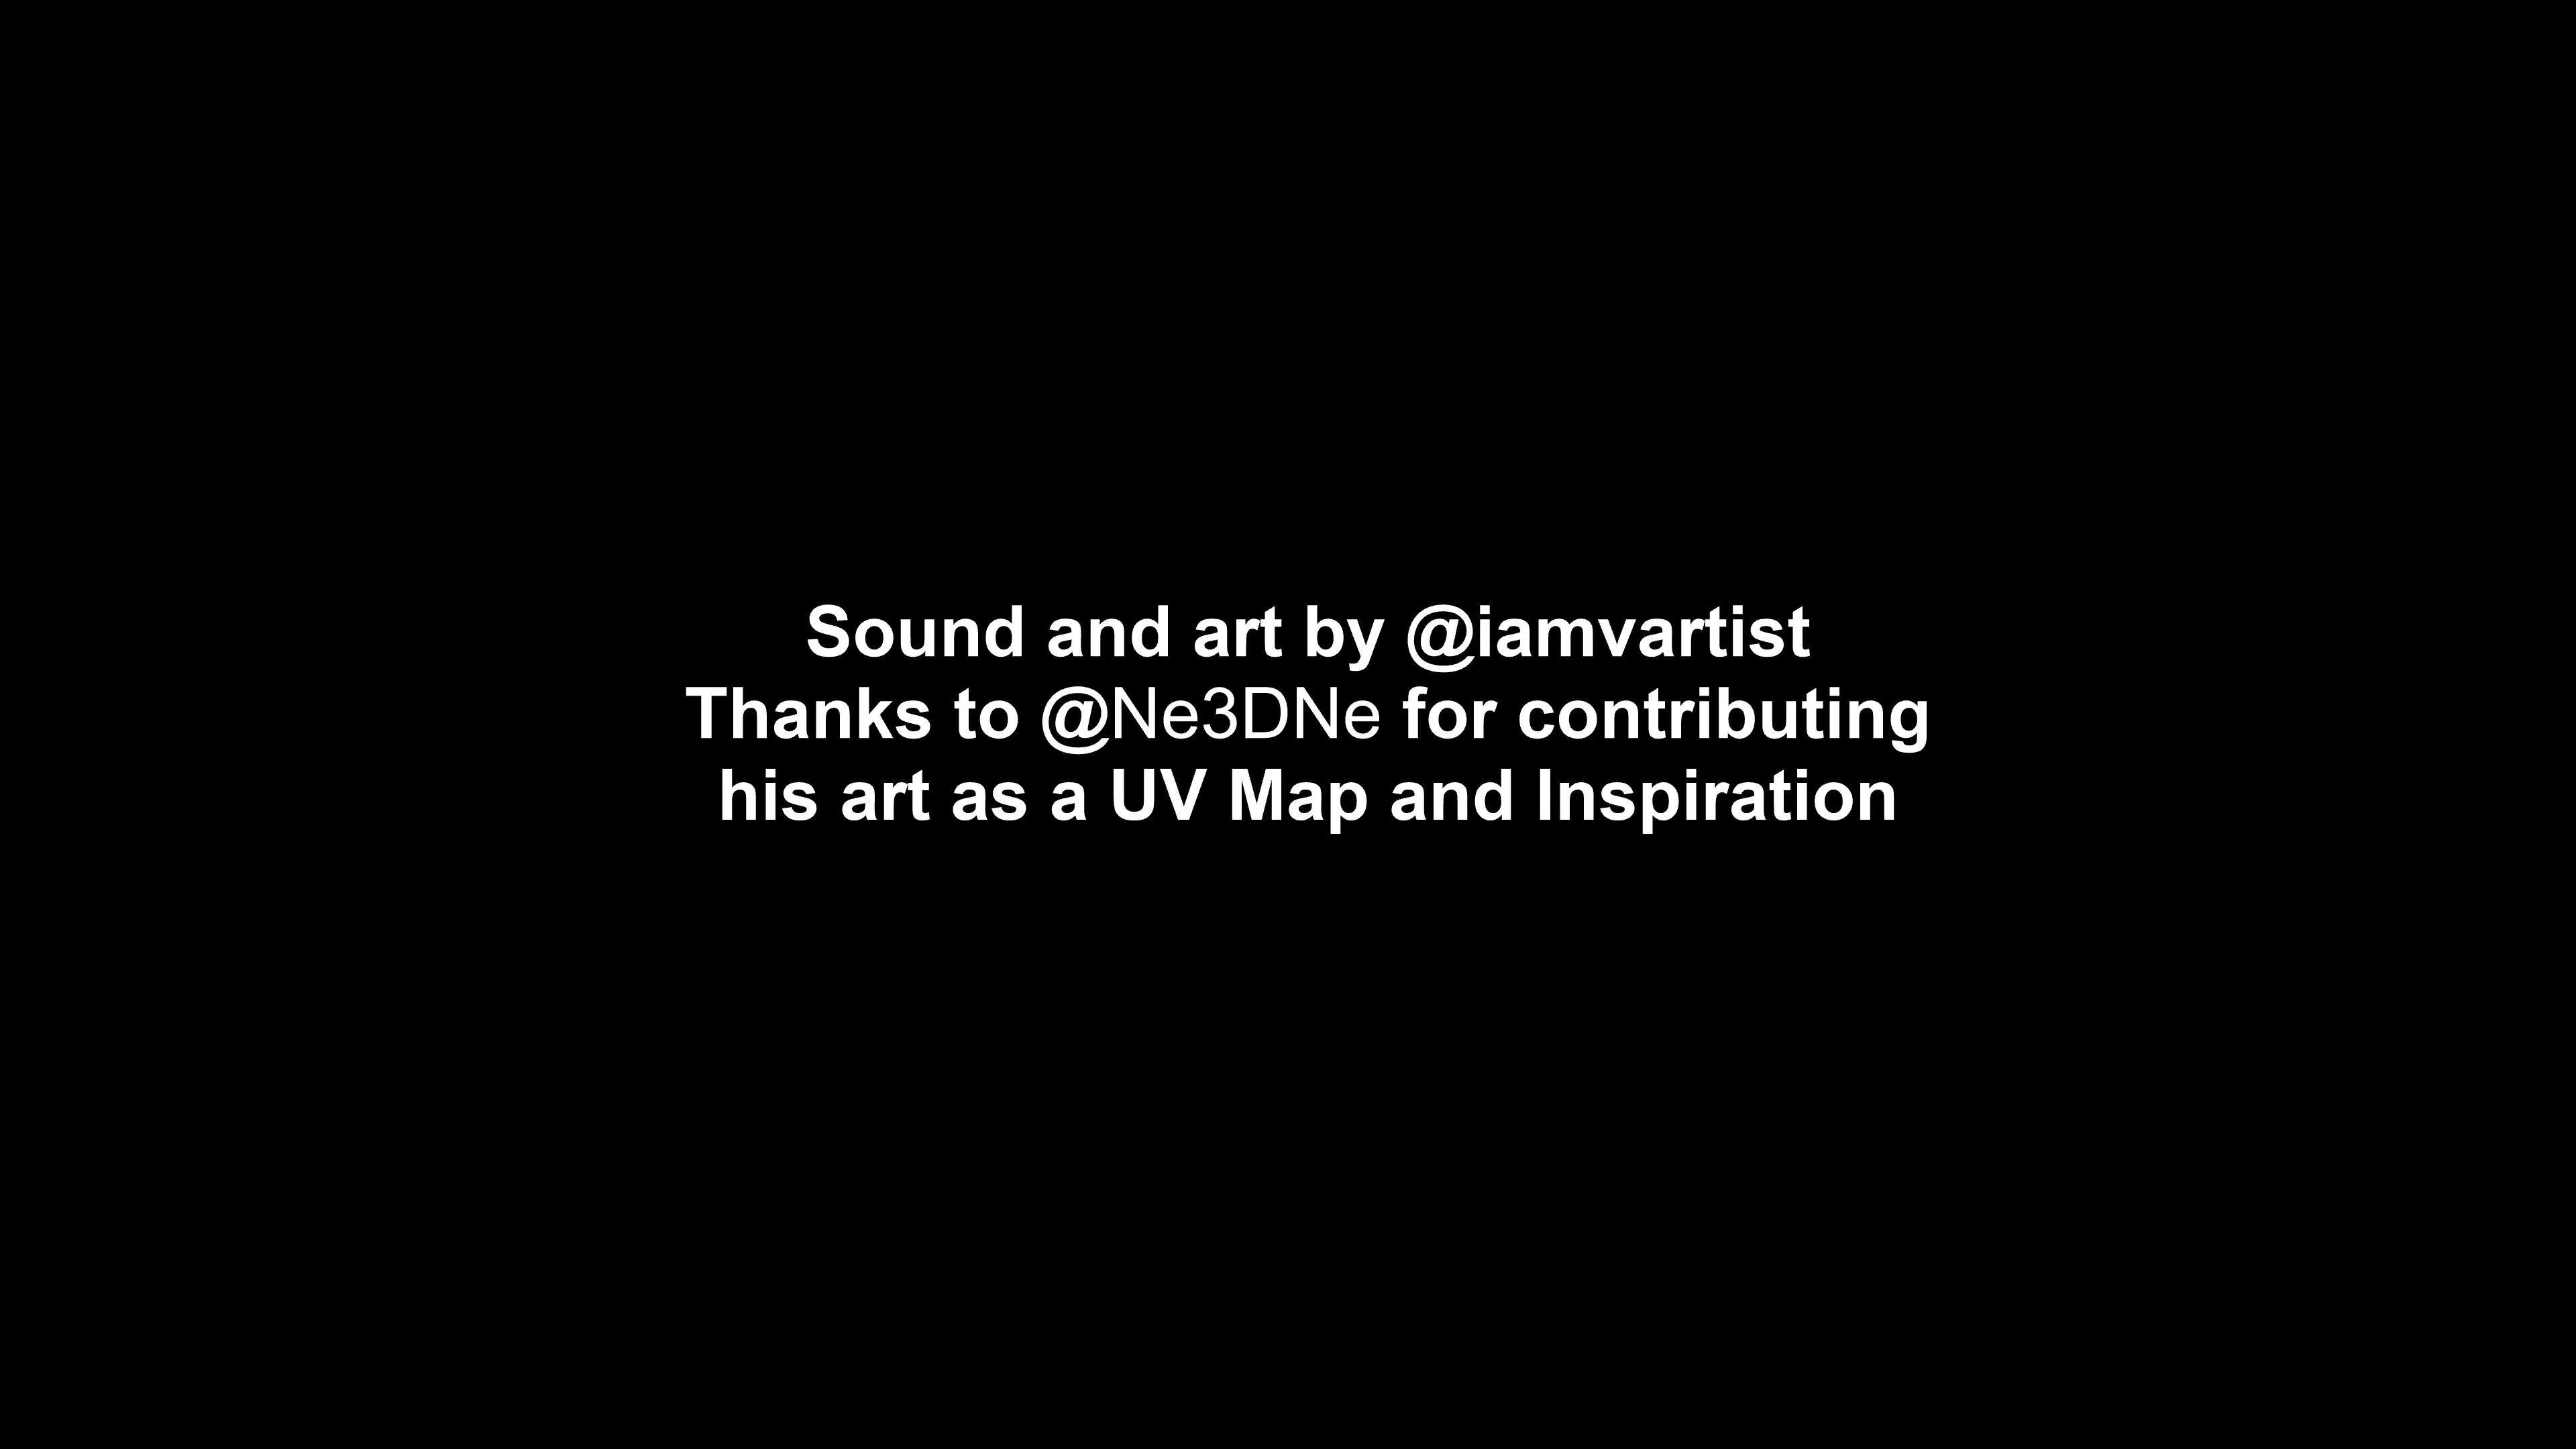 Sound and art by @iamvartist
Thanks to @Ne3DNe for contributing
his art as a UV Map and Inspiration